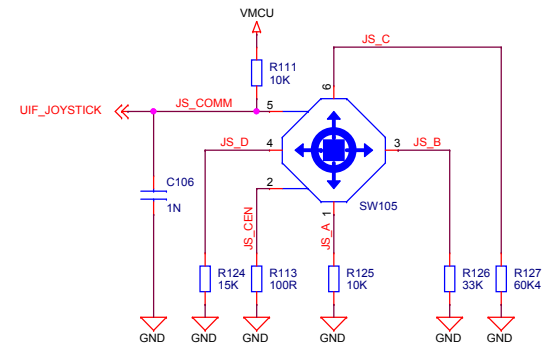 VMCU
JS_C
R111
10K
6
UIF_JOYSTICK
JS_COMM
5
JS_D
4
3
JS_B
C106
1N
2
SW105
JS_CEN
JS_A
1
R124
15K
R113
100R
R125
10K
R126
33K
R127
60K4
GND
GND
GND
GND
GND
GND